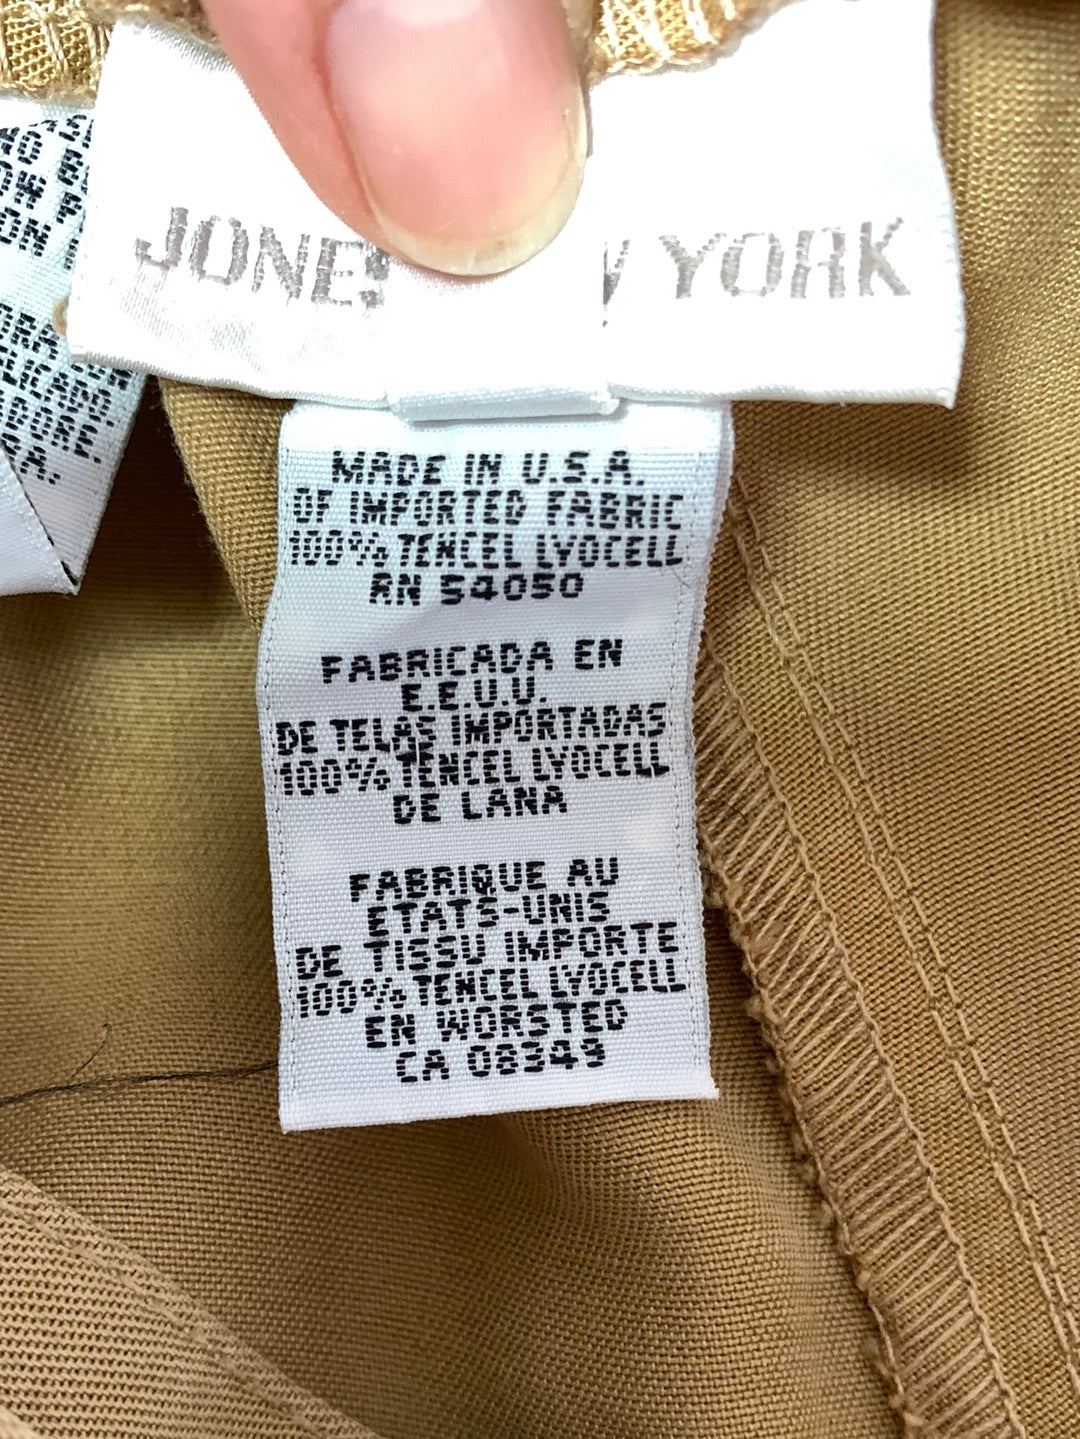 JONES YORK
MADE IN U.S.A.
OF IMPORTED FABRIC
100% TENCEL LYOCELL
RN 54050
FABRICADA EN
E.E.U.U.
DE TELAS IMPORTADAS
100% TENCEL LYOCELL
DE LANA
FABRIQUE AU
ETATS-UNIS
DE TISSU IMPORTE
100% TENCEL LYOCELL
EN WORSTED
CA 08349